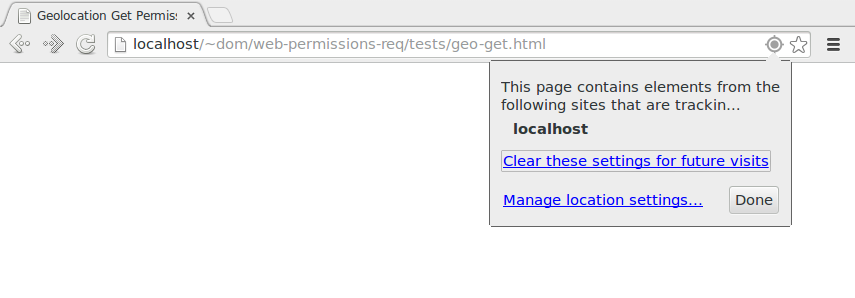 Geolocation Get Permiss
localhost/~dom/web-permissions-req/tests/geo-get.html
This page contains elements from the
following sites that are trackin…
localhost
Clear these settings for future visits
Manage location settings…
Done